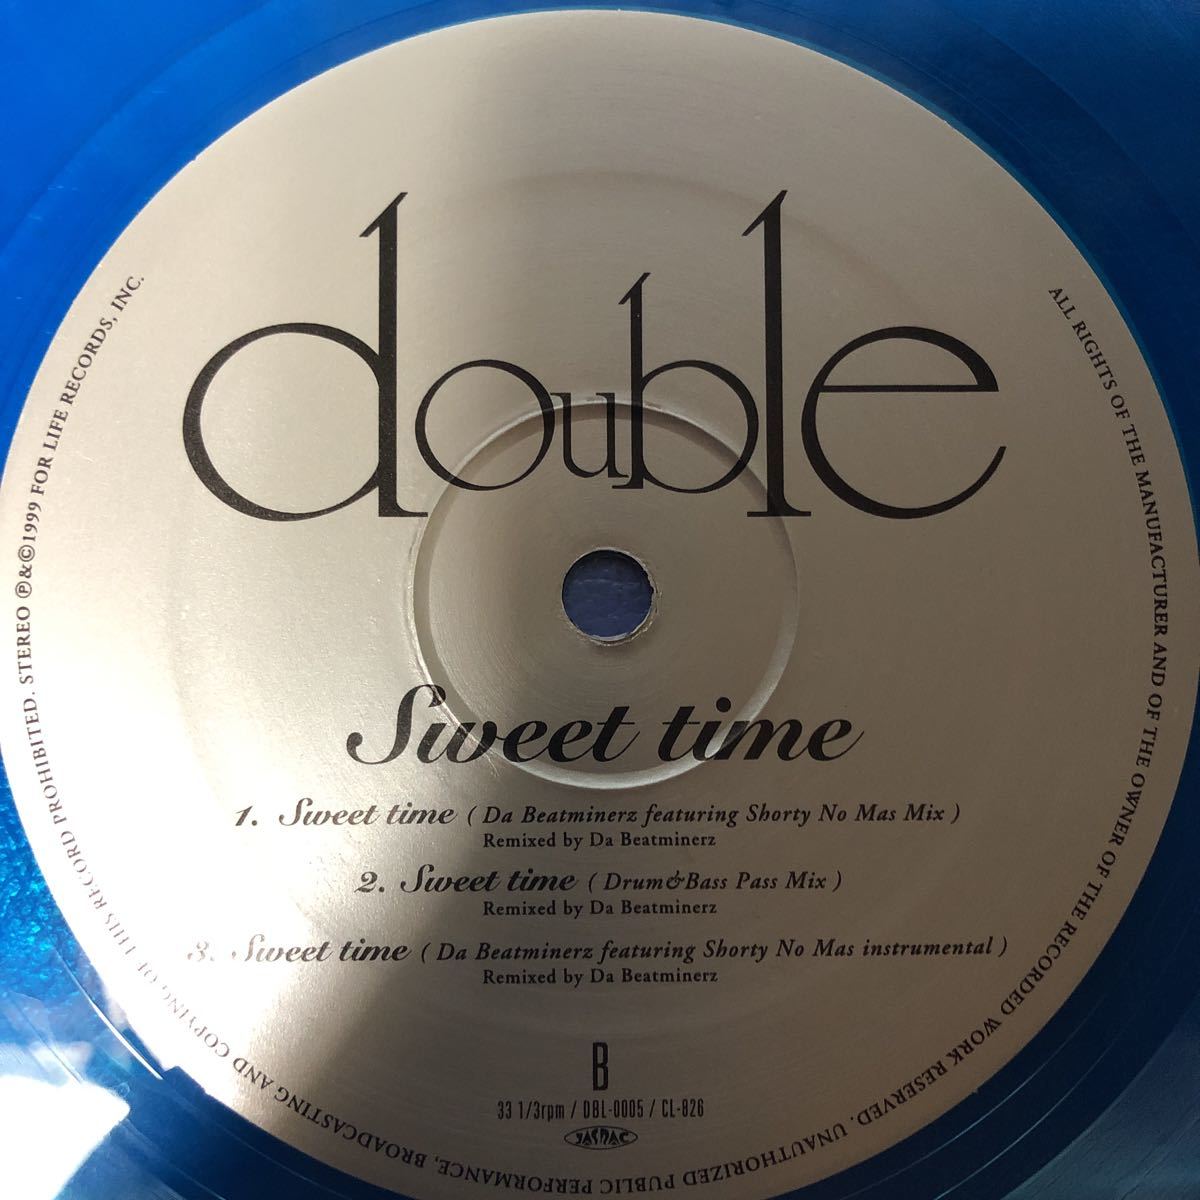 double
Sweet time
1. Sweet time ( Da Beatminerz featuring Shorty No Mas Mix )
Remixed by Da Beatminerz
2. Sweet time ( Drum&Bass Pass Mix )
Remixed by Da Beatminerz
3. Sweet time ( Da Beatminerz featuring Shorty No Mas instrumental )
Remixed by Da Beatminerz
B
33 1/3rpm / DBL-0005 / CL-826
JASRAC
ALL RIGHTS OF THE MANUFACTURER AND OF THE OWNER OF THE RECORDED WORK RESERVED. UNAUTHORIZED PUBLIC PERFORMANCE, BROADCASTING AND COPYING OF THIS RECORD PROHIBITED. STEREO ℗&©1999 FOR LIFE RECORDS, INC.